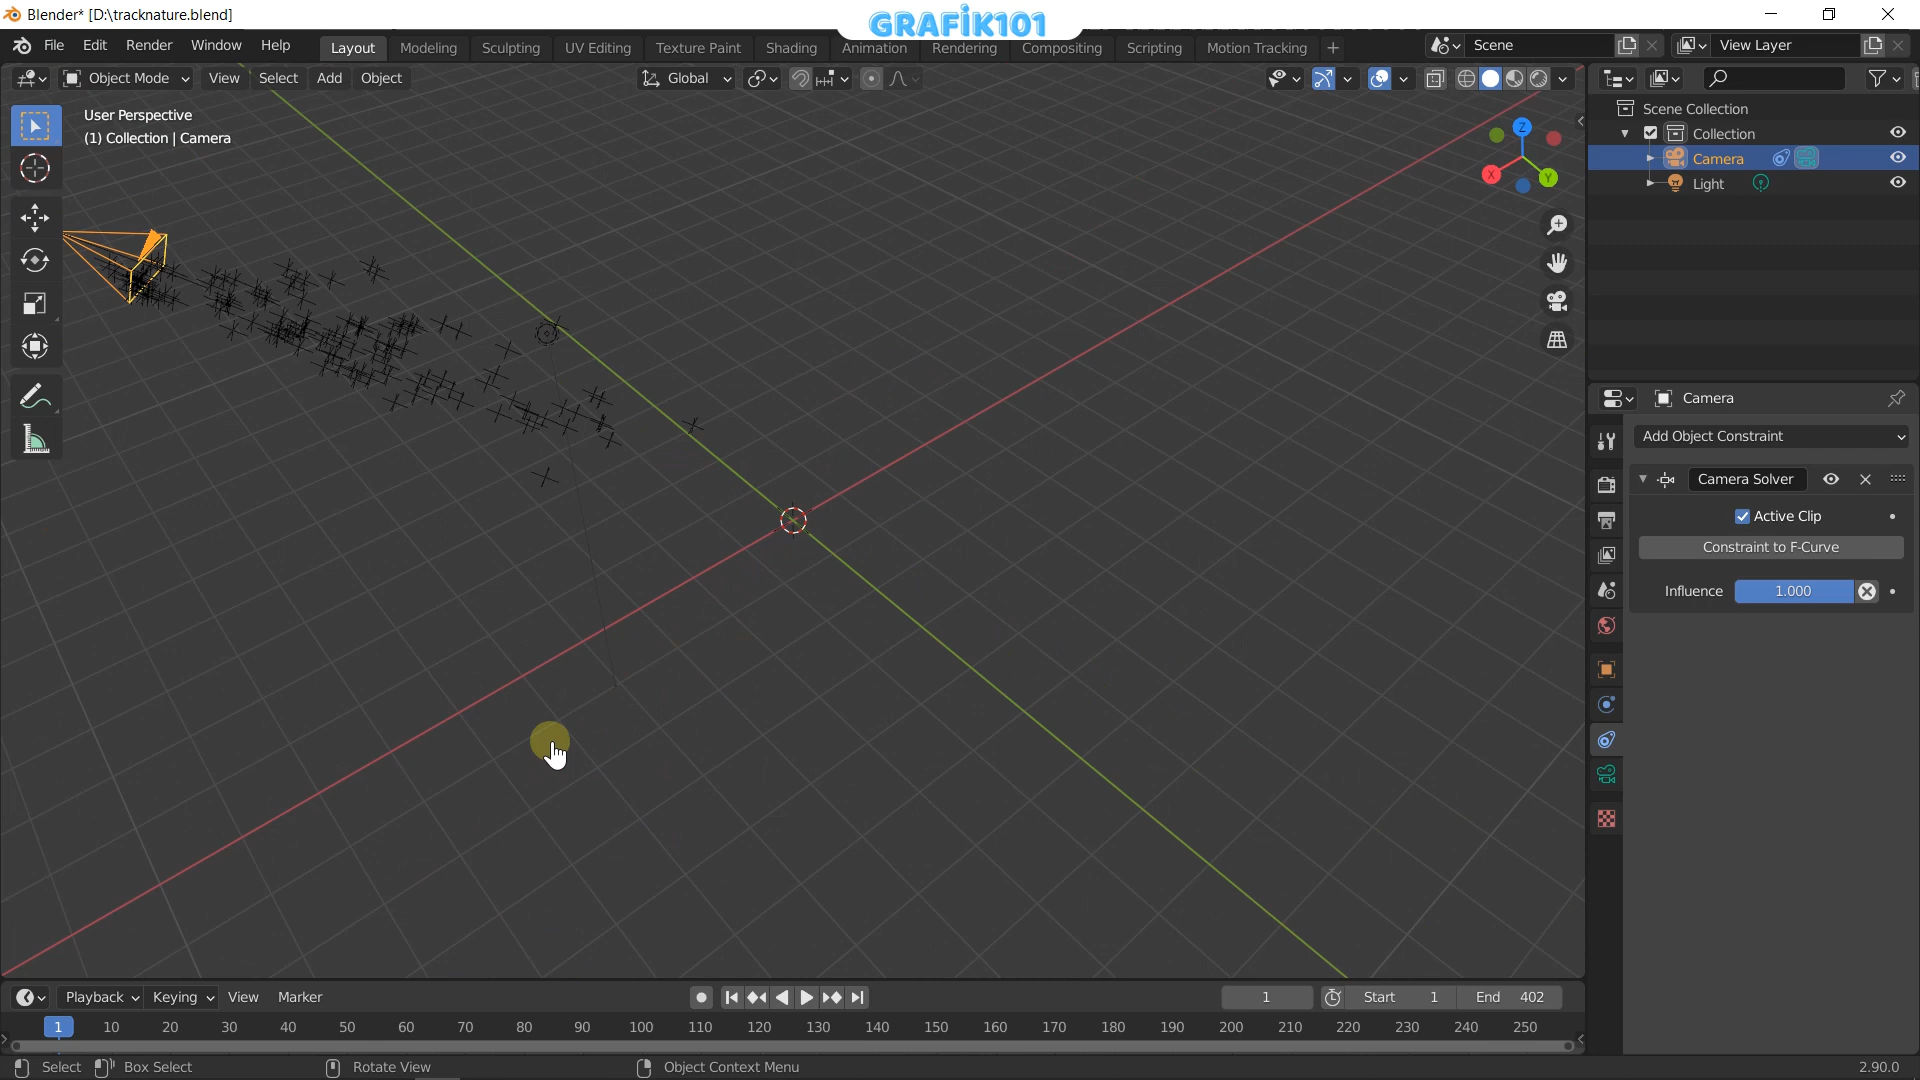 Blender* [D:\tracknature.blend]
GRAFİK101
File Edit Render Window Help
Layout Modeling Sculpting UV Editing Texture Paint Shading Animation Rendering Compositing Scripting Motion Tracking +
Scene
View Layer
Object Mode View Select Add Object
Global
User Perspective
(1) Collection | Camera
Z
X
Y
Scene Collection
Collection
Camera
Light
Camera
Add Object Constraint
Camera Solver
Active Clip
Constraint to F-Curve
Influence 1.000
Playback Keying View Marker
1
Start 1
End 402
1 10 20 30 40 50 60 70 80 90 100 110 120 130 140 150 160 170 180 190 200 210 220 230 240 250
Select Box Select Rotate View Object Context Menu
2.90.0